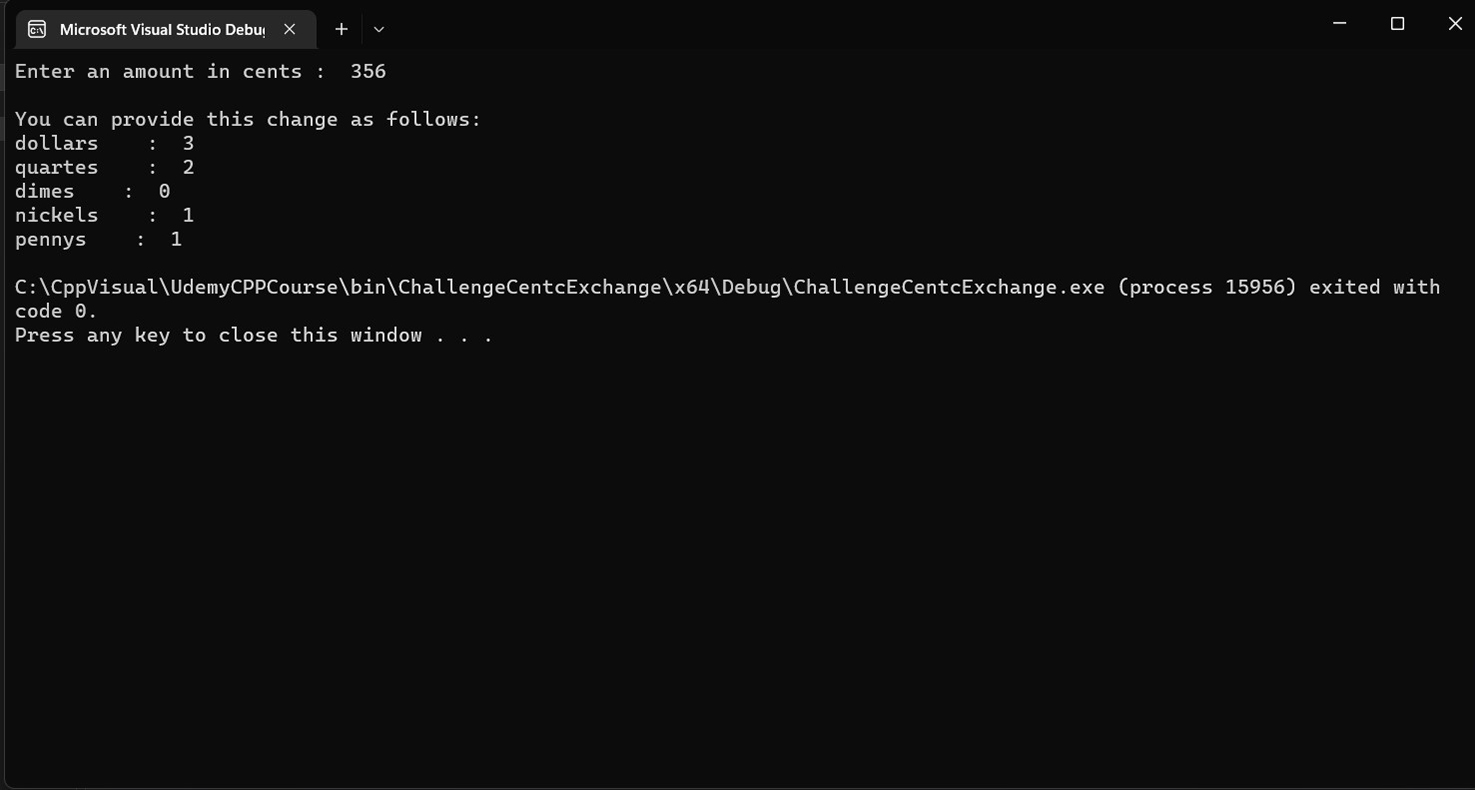 Microsoft Visual Studio Debu
Enter an amount in cents :  356
You can provide this change as follows:
dollars    :  3
quartes    :  2
dimes    :  0
nickels    :  1
pennys    :  1
C:\CppVisual\UdemyCPPCourse\bin\ChallengeCentcExchange\x64\Debug\ChallengeCentcExchange.exe (process 15956) exited with
code 0.
Press any key to close this window . . .